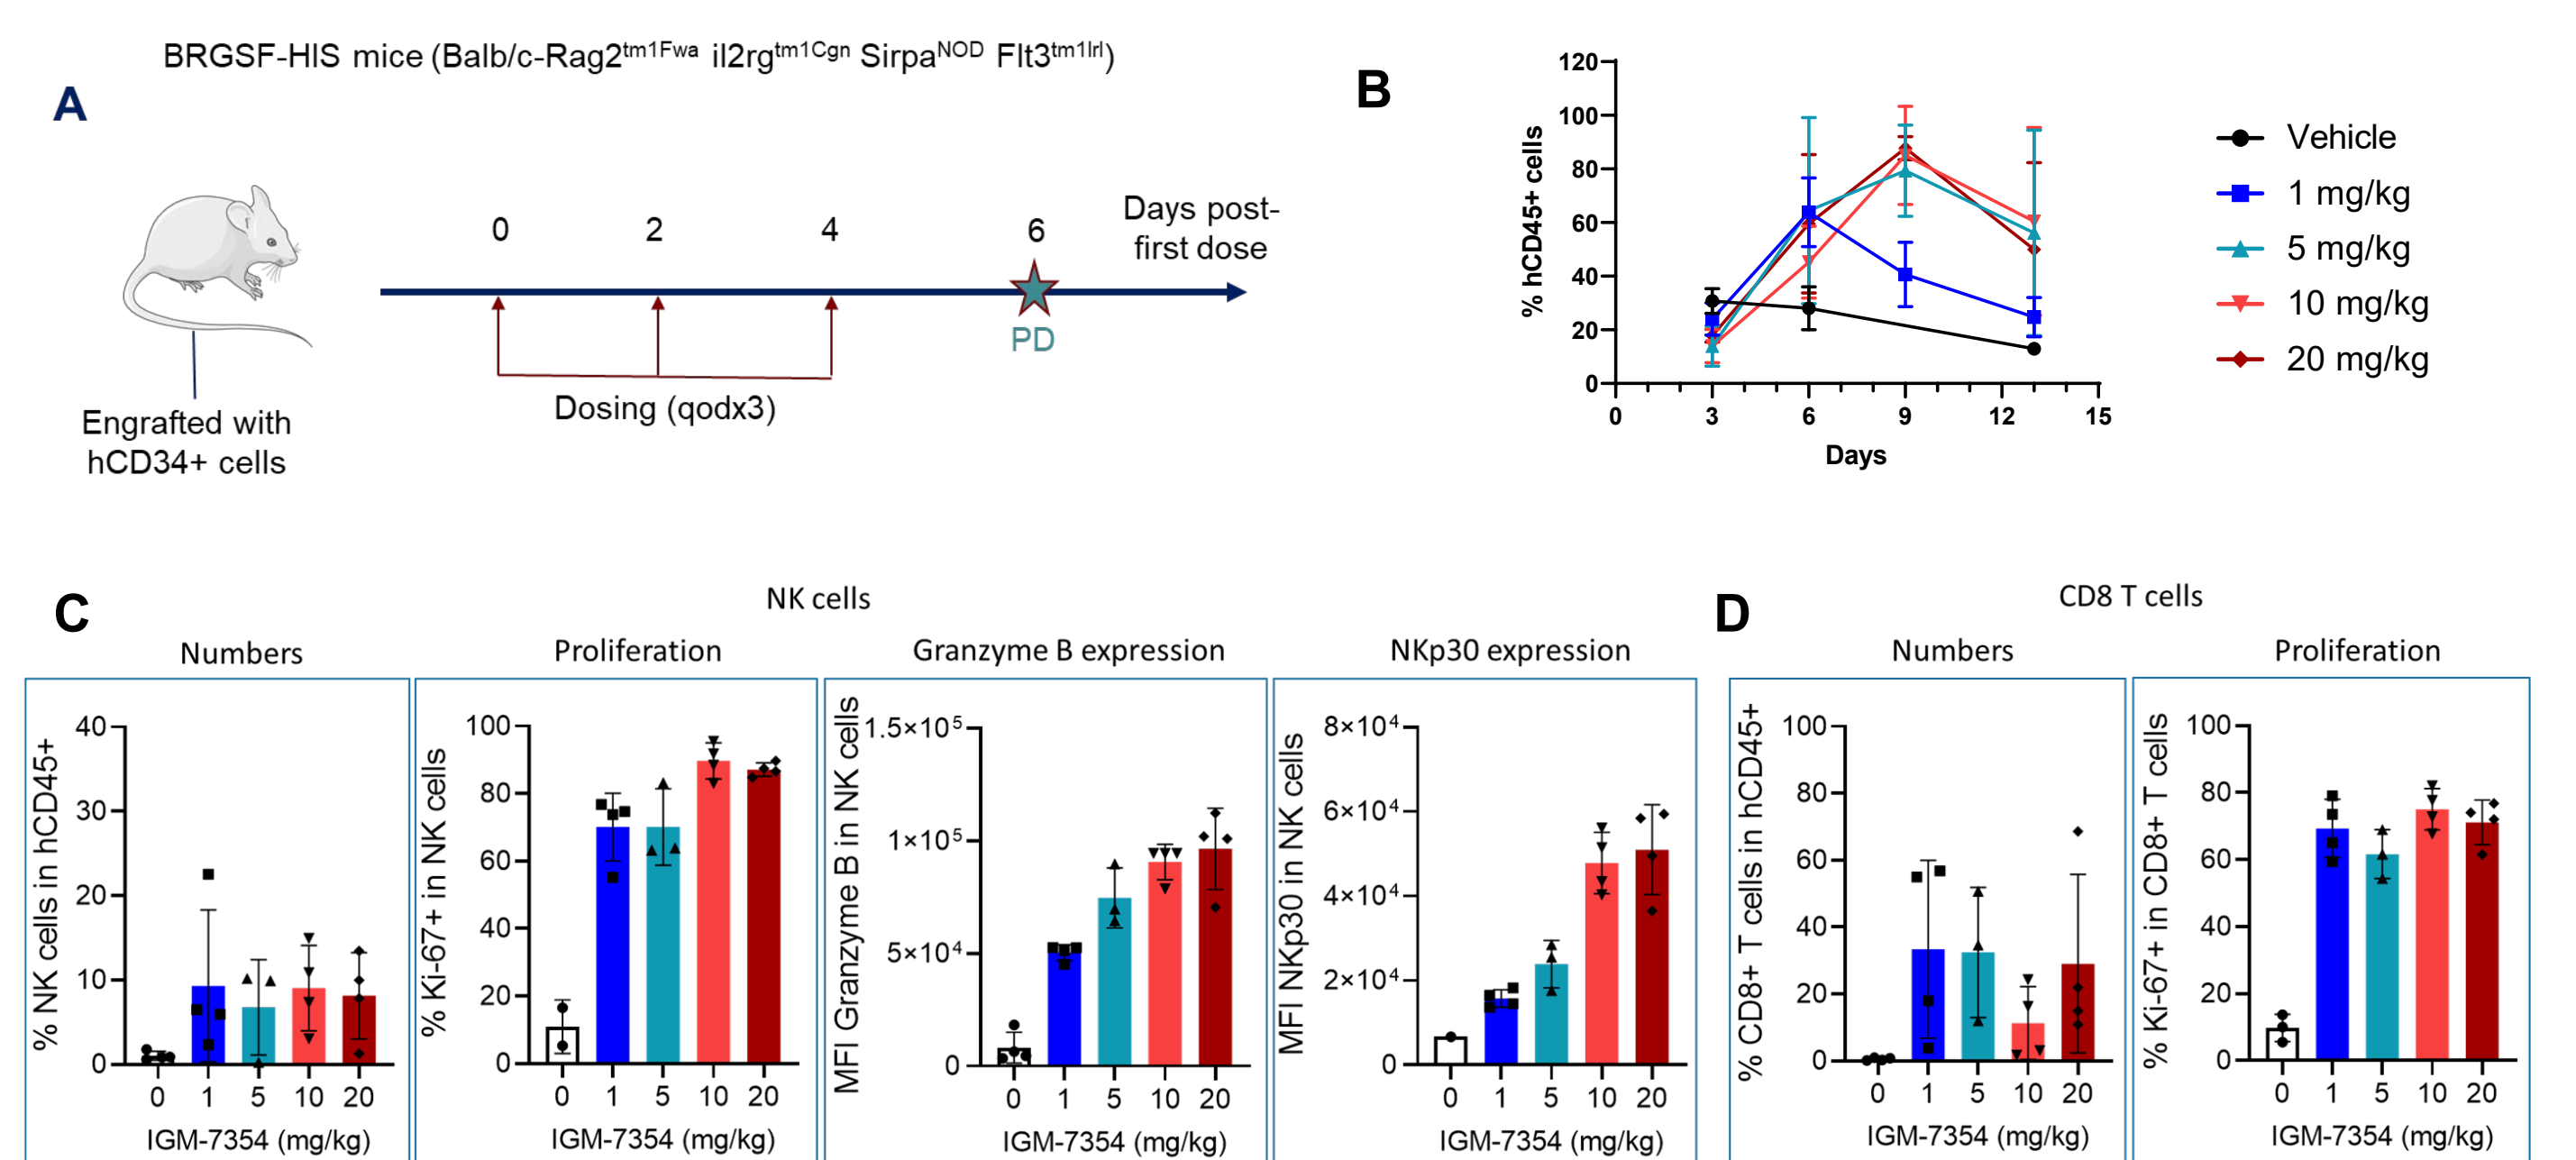 BRGSF-HIS mice (Balb/c-Rag2tm1Fwa il2rgtm1Cgn SirpaNOD Flt3tm1lrl)
A
0 2 4 6
Days post-
first dose
PD
Dosing (qodx3)
Engrafted with
hCD34+ cells
B
% hCD45+ cells
120
100
80
60
40
20
0
0 3 6 9 12 15
Days
Vehicle
1 mg/kg
5 mg/kg
10 mg/kg
20 mg/kg
C
NK cells
Numbers
% NK cells in hCD45+
40
30
20
10
0
0 1 5 10 20
IGM-7354 (mg/kg)
Proliferation
% Ki-67+ in NK cells
100
80
60
40
20
0
0 1 5 10 20
IGM-7354 (mg/kg)
Granzyme B expression
MFI Granzyme B in NK cells
1.5×10⁵
1×10⁵
5×10⁴
0
0 1 5 10 20
IGM-7354 (mg/kg)
NKp30 expression
MFI NKp30 in NK cells
8×10⁴
6×10⁴
4×10⁴
2×10⁴
0
0 1 5 10 20
IGM-7354 (mg/kg)
D
CD8 T cells
Numbers
% CD8+ T cells in hCD45+
100
80
60
40
20
0
0 1 5 10 20
IGM-7354 (mg/kg)
Proliferation
% Ki-67+ in CD8+ T cells
100
80
60
40
20
0
0 1 5 10 20
IGM-7354 (mg/kg)